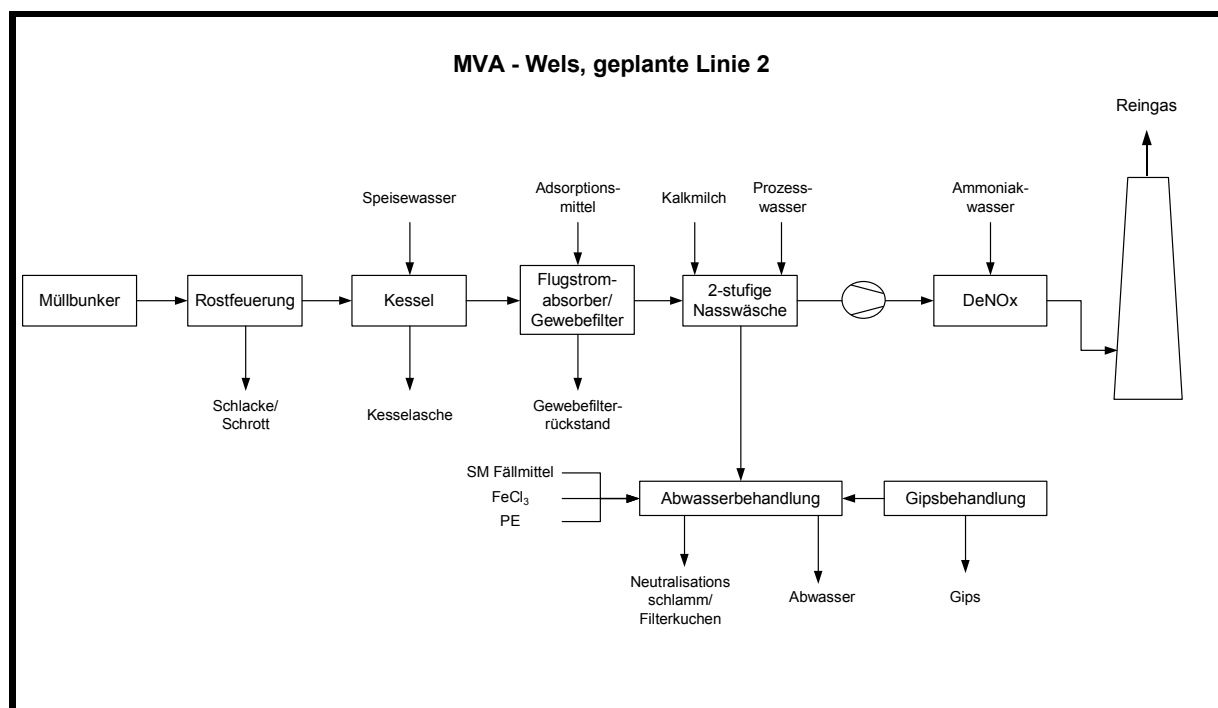 MVA - Wels, geplante Linie 2
Reingas
Speisewasser
Adsorptions-
mittel
Kalkmilch
Prozess-
wasser
Ammoniak-
wasser
Müllbunker
Rostfeuerung
Kessel
Flugstrom-
absorber/
Gewebefilter
2-stufige
Nasswäsche
DeNOx
Schlacke/
Schrott
Kesselasche
Gewebefilter-
rückstand
SM Fällmittel
FeCl₃
PE
Abwasserbehandlung
Gipsbehandlung
Neutralisations
schlamm/
Filterkuchen
Abwasser
Gips